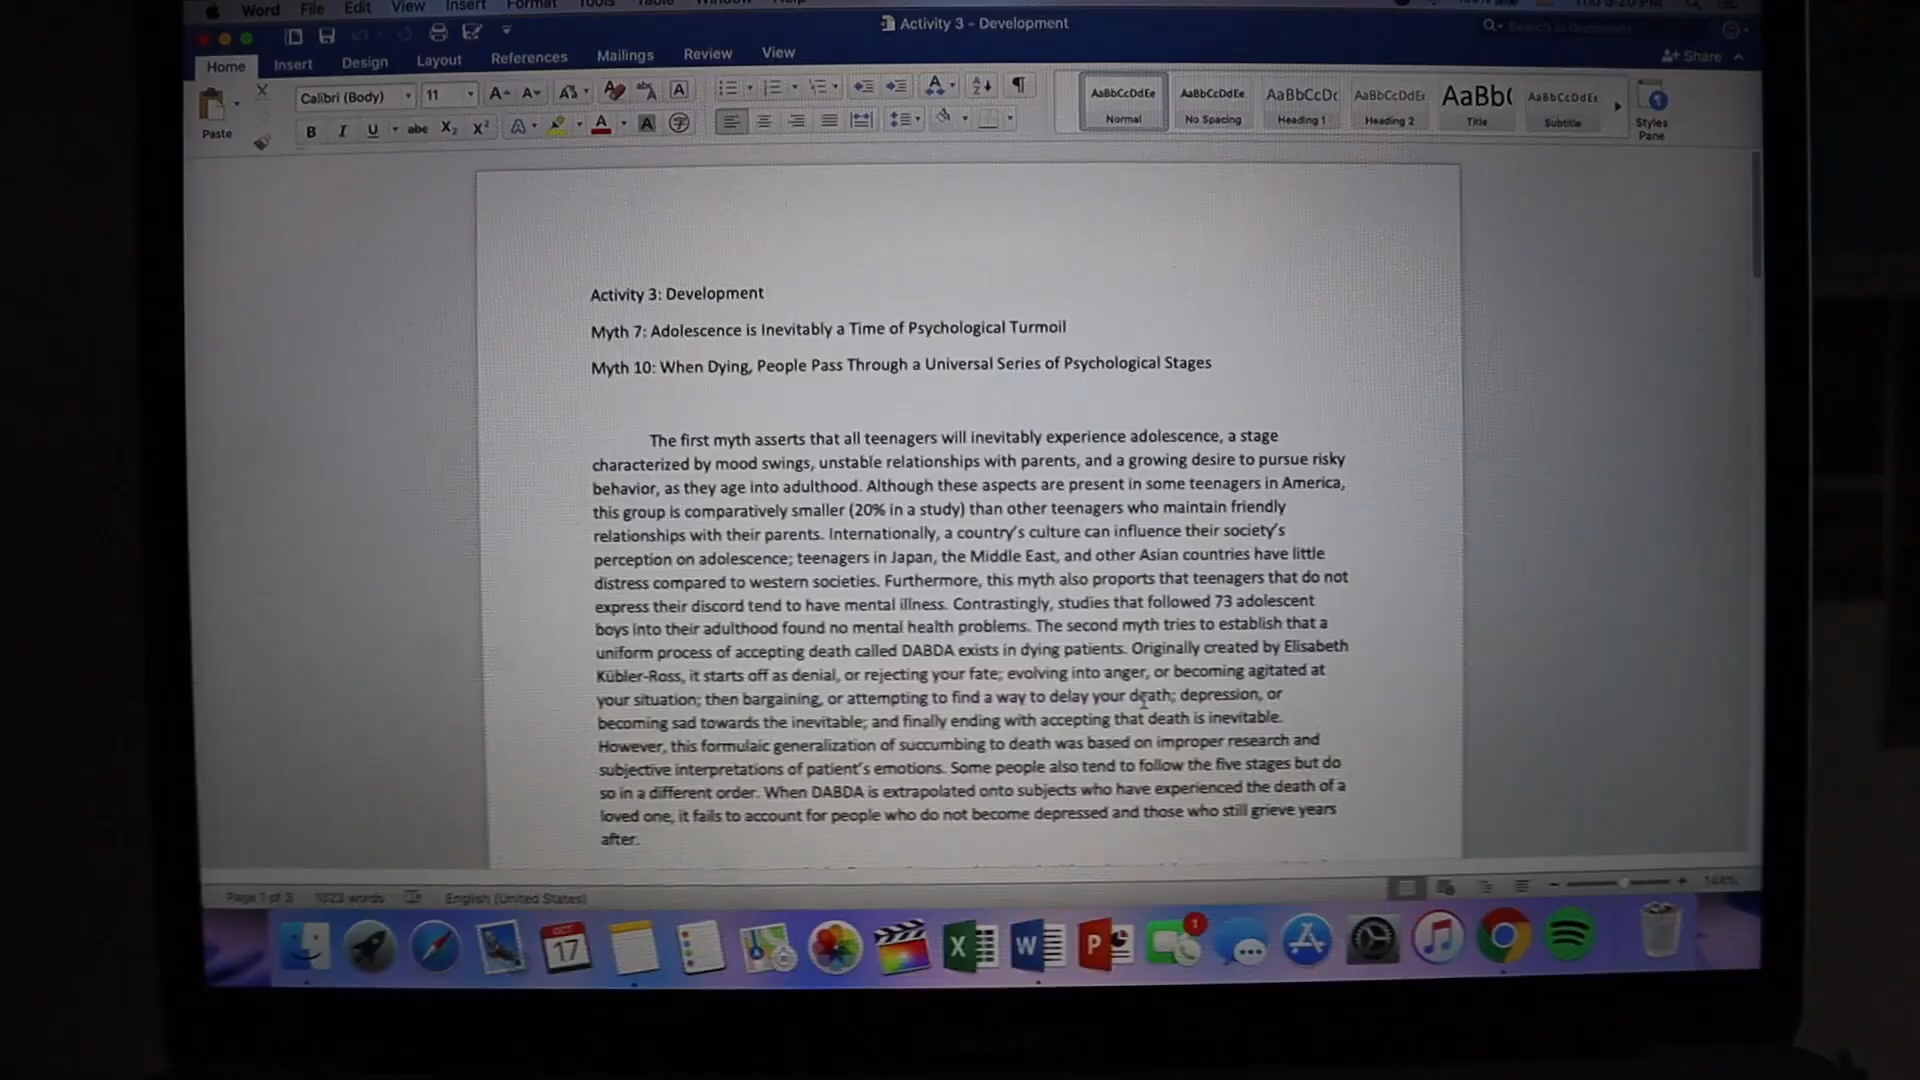 Word File Edit View Insert Format
Activity 3 - Development
Search in Document
Home Insert Design Layout References Mailings Review View
Share
Paste
Calibri (Body) 11
B I U abc X₂ X²
AaBbCcDdEe AaBbCcDdEe AaBbCcD( AaBbCcDdEe AaBb( AaBbCcDdEe
Normal No Spacing Heading 1 Heading 2 Title Subtitle
Styles
Pane
Activity 3: Development
Myth 7: Adolescence is Inevitably a Time of Psychological Turmoil
Myth 10: When Dying, People Pass Through a Universal Series of Psychological Stages
The first myth asserts that all teenagers will inevitably experience adolescence, a stage
characterized by mood swings, unstable relationships with parents, and a growing desire to pursue risky
behavior, as they age into adulthood. Although these aspects are present in some teenagers in America,
this group is comparatively smaller (20% in a study) than other teenagers who maintain friendly
relationships with their parents. Internationally, a country's culture can influence their society's
perception on adolescence; teenagers in Japan, the Middle East, and other Asian countries have little
distress compared to western societies. Furthermore, this myth also proports that teenagers that do not
express their discord tend to have mental illness. Contrastingly, studies that followed 73 adolescent
boys into their adulthood found no mental health problems. The second myth tries to establish that a
uniform process of accepting death called DABDA exists in dying patients. Originally created by Elisabeth
Kübler-Ross, it starts off as denial, or rejecting your fate; evolving into anger, or becoming agitated at
your situation; then bargaining, or attempting to find a way to delay your death; depression, or
becoming sad towards the inevitable; and finally ending with accepting that death is inevitable.
However, this formulaic generalization of succumbing to death was based on improper research and
subjective interpretations of patient's emotions. Some people also tend to follow the five stages but do
so in a different order. When DABDA is extrapolated onto subjects who have experienced the death of a
loved one, it fails to account for people who do not become depressed and those who still grieve years
after.
Page 1 of 3 1023 words English (United States)
OCT
17
X W P 1